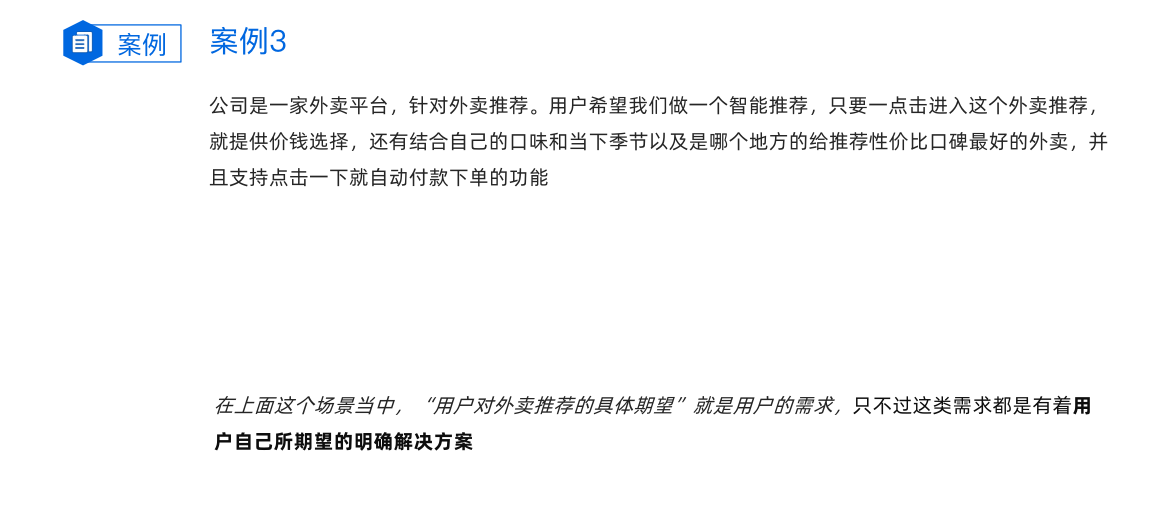 案例
案例3
公司是一家外卖平台，针对外卖推荐。用户希望我们做一个智能推荐，只要一点击进入这个外卖推荐，
就提供价钱选择，还有结合自己的口味和当下季节以及是哪个地方的给推荐性价比口碑最好的外卖，并
且支持点击一下就自动付款下单的功能
在上面这个场景当中，“用户对外卖推荐的具体期望”就是用户的需求，只不过这类需求都是有着用
户自己所期望的明确解决方案